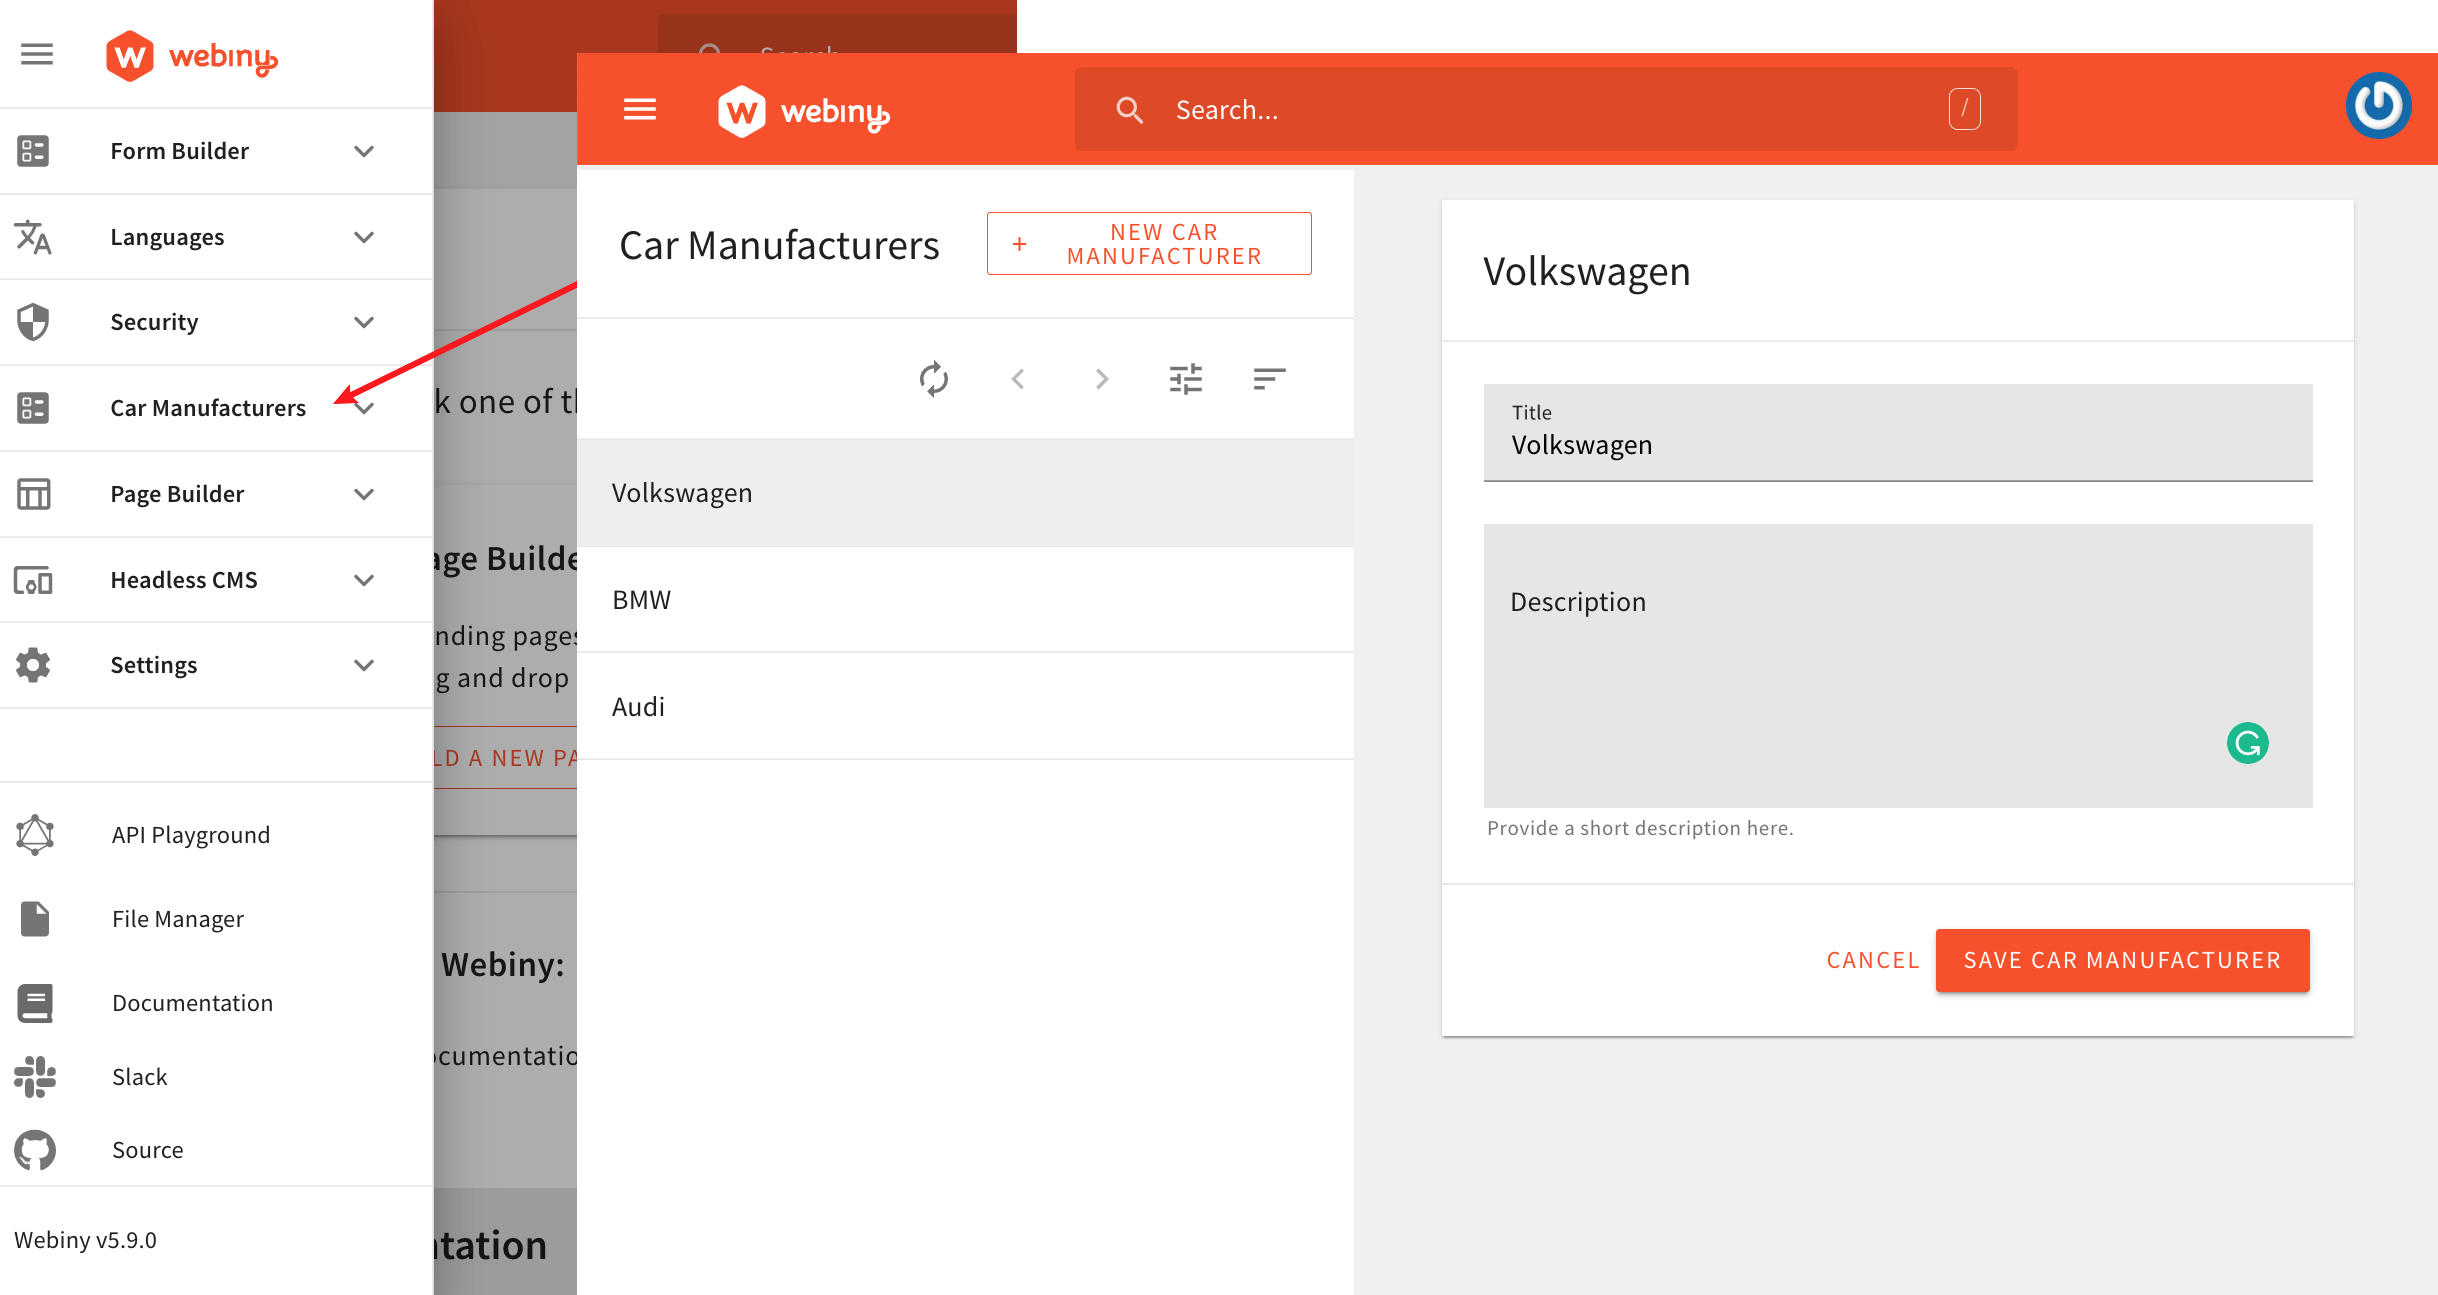 webiny
Form Builder
Languages
Security
Car Manufacturers
Page Builder
Headless CMS
Settings
API Playground
File Manager
Documentation
Slack
Source
Webiny v5.9.0
k one of
age Builde
nding pages
g and drop
LD A NEW PA
Webiny:
ocumentatio
ntation
webiny
Search...
/
Car Manufacturers
+ NEW CAR
MANUFACTURER
Volkswagen
BMW
Audi
Volkswagen
Title
Volkswagen
Description
Provide a short description here.
CANCEL
SAVE CAR MANUFACTURER